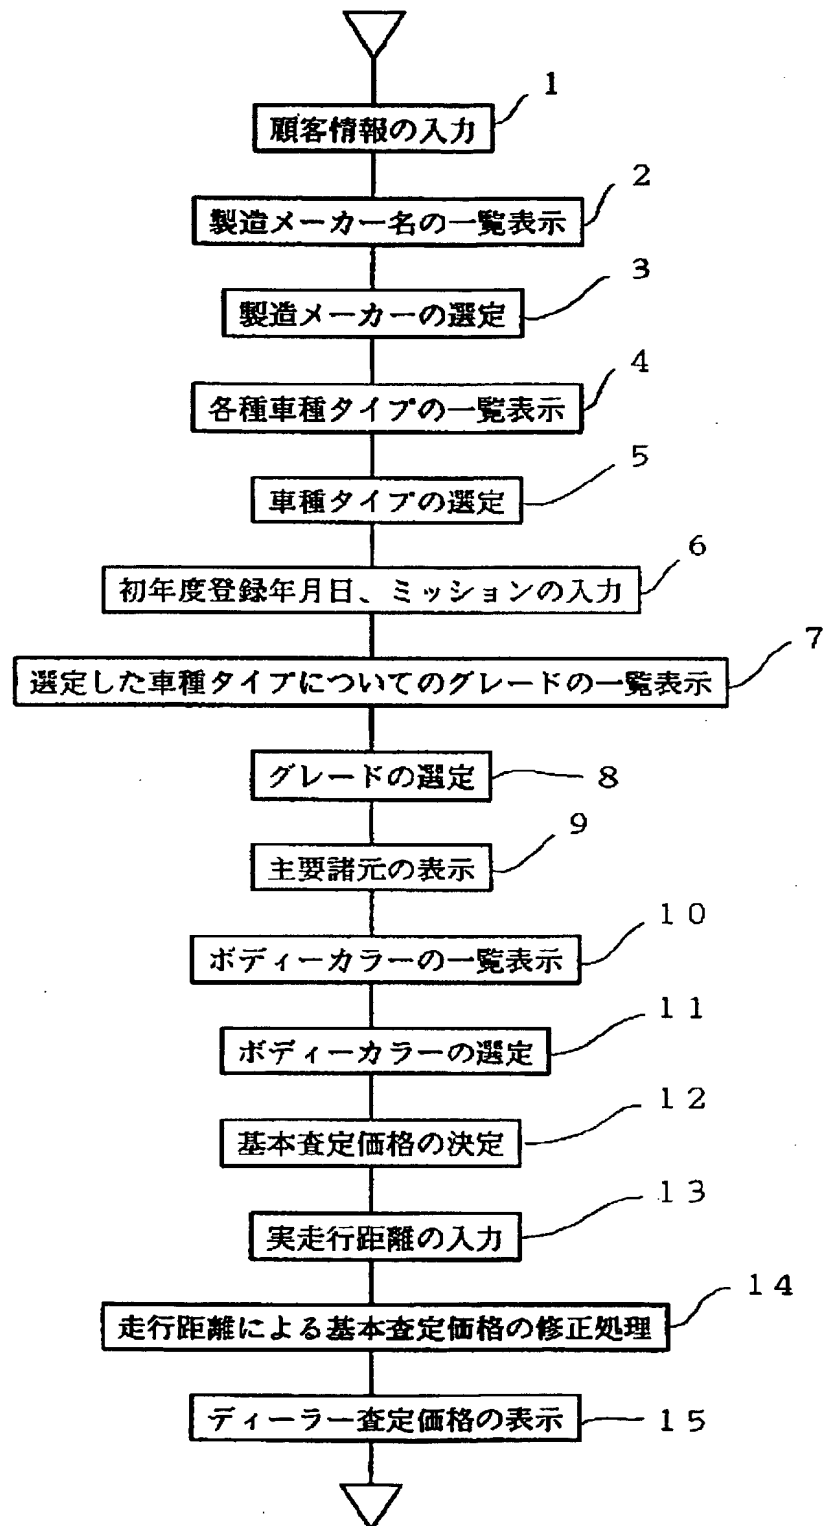 1
顧客情報の入力
2
製造メーカー名の一覧表示
3
製造メーカーの選定
4
各種車種タイプの一覧表示
5
車種タイプの選定
6
初年度登録年月日、ミッションの入力
7
選定した車種タイプについてのグレードの一覧表示
グレードの選定 8
9
主要諸元の表示
10
ボディーカラーの一覧表示
11
ボディーカラーの選定
12
基本査定価格の決定
13
実走行距離の入力
14
走行距離による基本査定価格の修正処理
ディーラー査定価格の表示 15